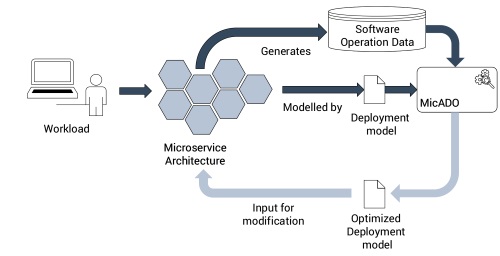 Software
Operation Data
Generates
Workload
Microservice
Architecture
Modelled by
Deployment
model
MicADO
Input for
modification
Optimized
Deployment
model